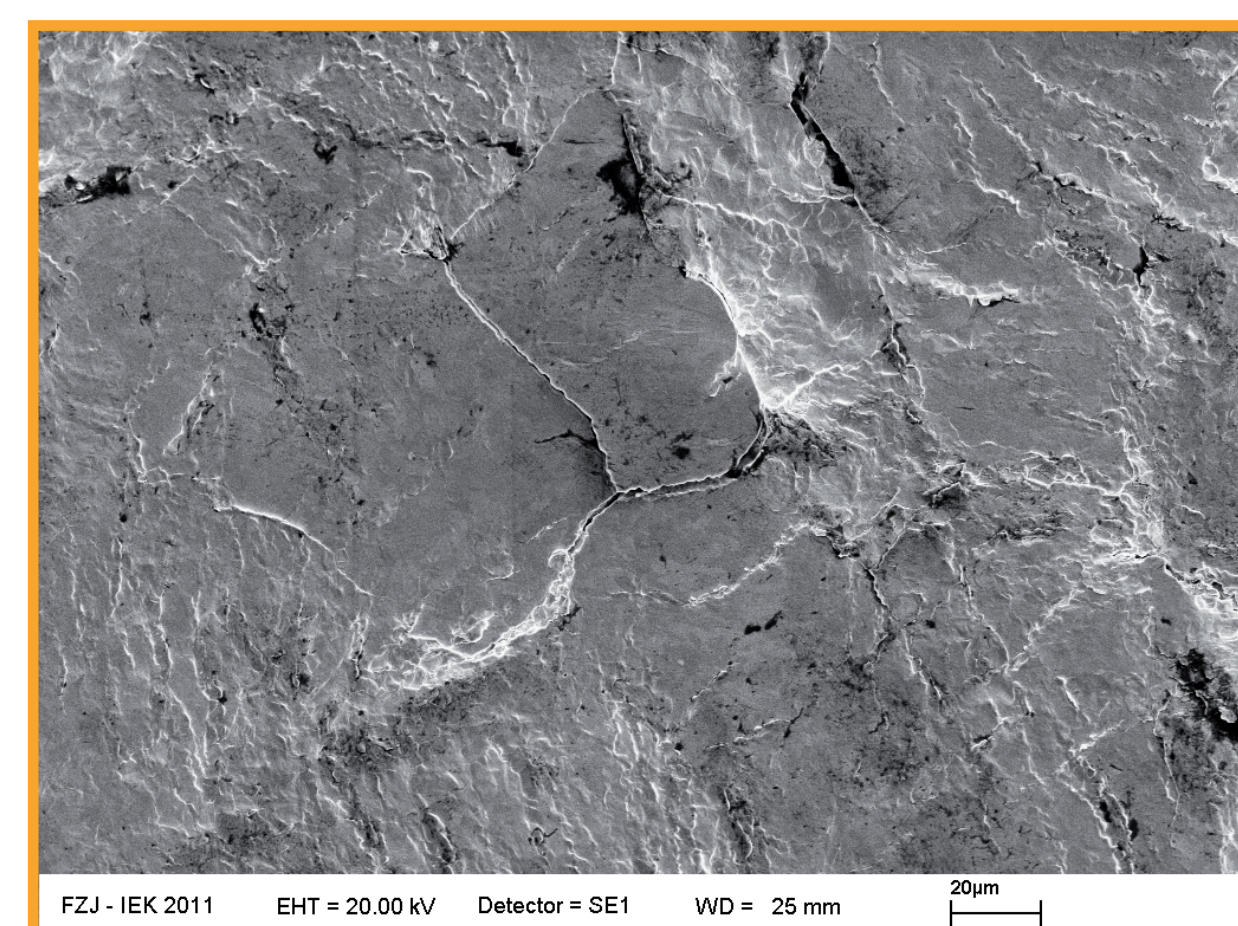 20µm
FZJ - IEK 2011 EHT = 20.00 kV Detector = SE1 WD = 25 mm